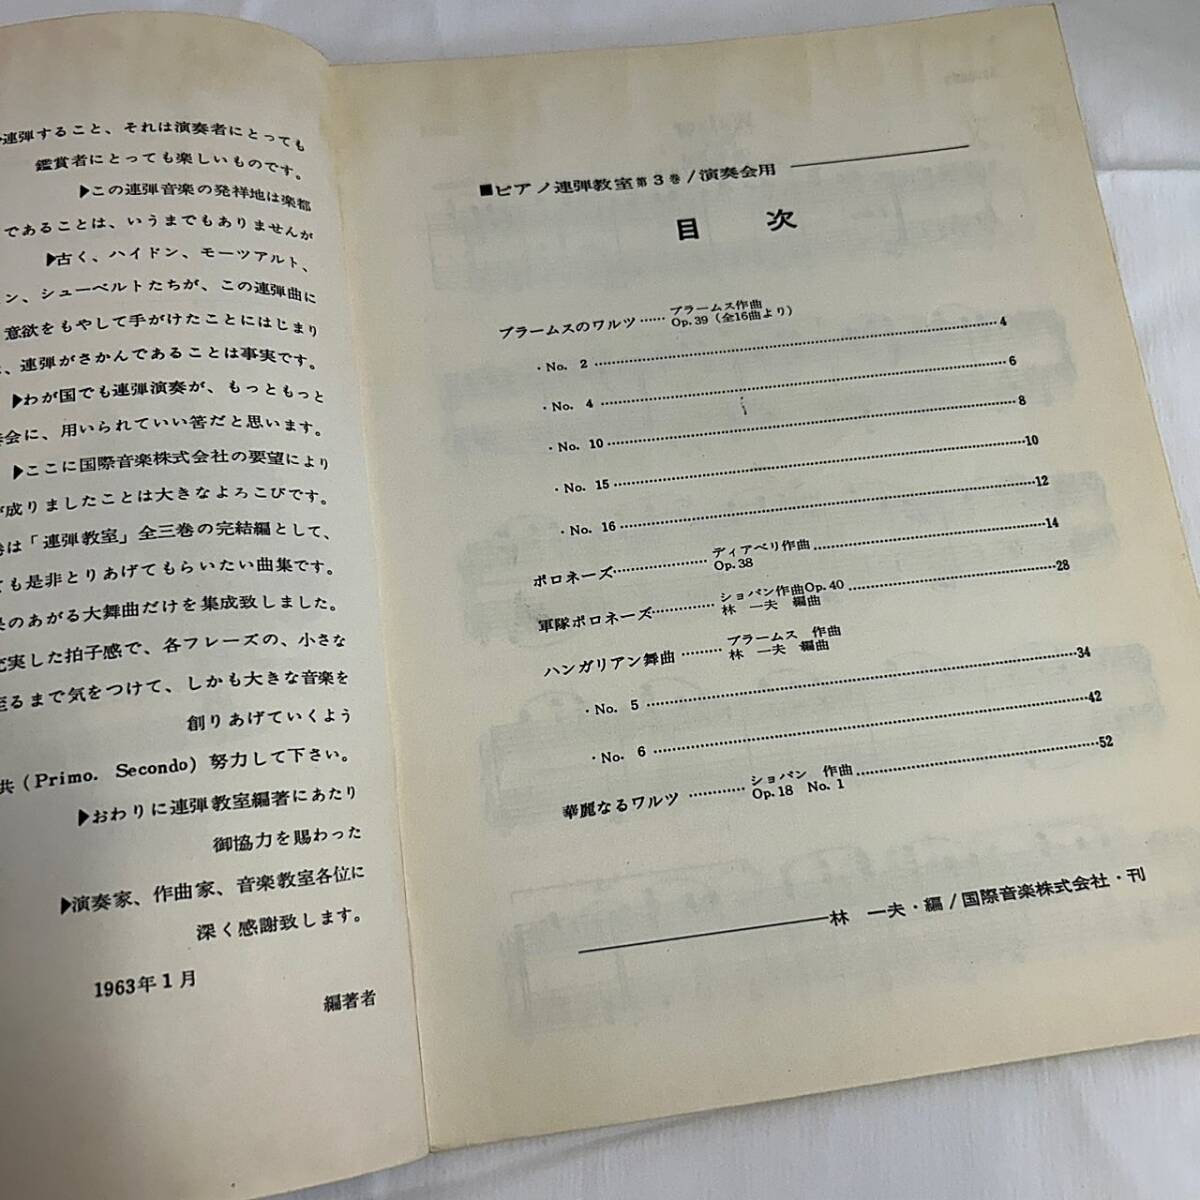 連弾すること、それは演奏者にとっても
鑑賞者にとっても楽しいものです。
▶この連弾音楽の発祥地は楽都
であることは、いうまでもありませんが
▶古く、ハイドン、モーツアルト、
ン、シューベルトたちが、この連弾曲に
意欲をもやして手がけたことにはじまり
、連弾がさかんであることは事実です。
▶わが国でも連弾演奏が、もっともっと
会に、用いられていい筈だと思います。
▶ここに国際音楽株式会社の要望により
が成りましたことは大きなよろこびです。
は「連弾教室」全三巻の完結編として、
ても是非とりあげてもらいたい曲集です。
のあがる大舞曲だけを集成致しました。
充実した拍子感で、各フレーズの、小さな
至るまで気をつけて、しかも大きな音楽を
創りあげていくよう
共(Primo. Secondo)努力して下さい。
▶おわりに連弾教室編著にあたり
御協力を賜わった
▶演奏家、作曲家、音楽教室各位に
深く感謝致します。
1963年1月
編著者
■ピアノ連弾教室第3巻/演奏会用
目 次
ブラームスのワルツ……ブラームス作曲
Op.39(全16曲より)
・No. 2……4
・No. 4……6
・No. 10……8
・No. 15……10
・No. 16……12
ポロネーズ……ディアベリ作曲……14
Op.38
軍隊ポロネーズ……ショパン作曲Op.40……28
林 一夫 編曲
ハンガリアン舞曲………ブラームス 作曲
林 一夫 編曲
・No. 5……34
・No. 6……42
華麗なるワルツ…………ショパン 作曲……52
Op.18 No.1
林 一夫・編/国際音楽株式会社・刊